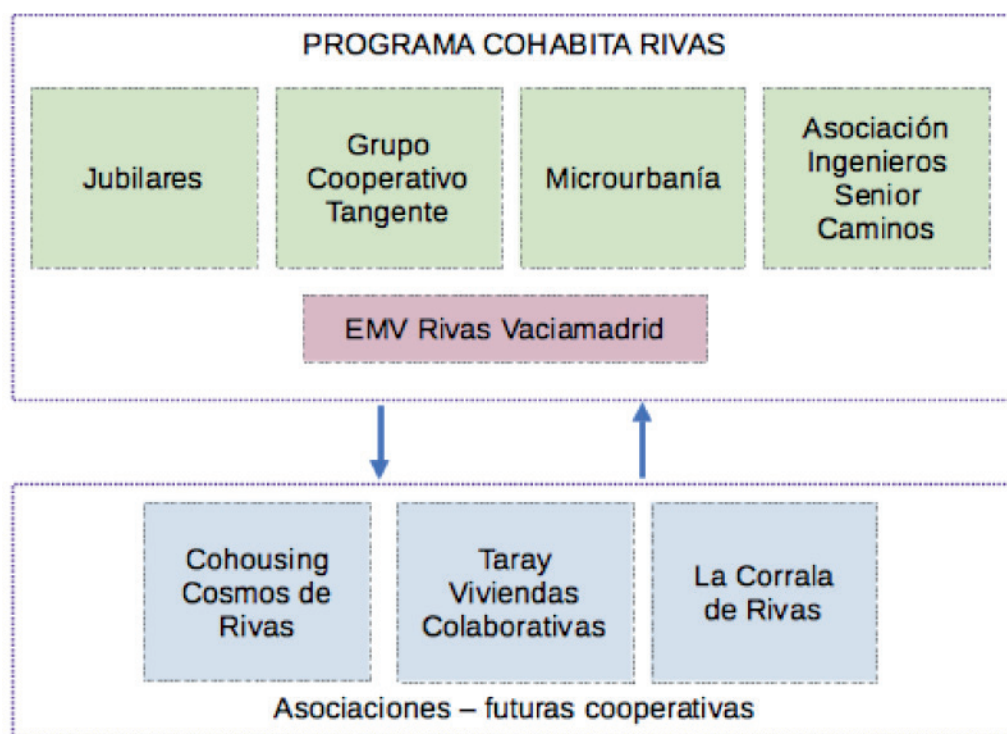 PROGRAMA COHABITA RIVAS
Jubilares
Grupo
Cooperativo
Tangente
Microurbanía
Asociación
Ingenieros
Senior
Caminos
EMV Rivas Vaciamadrid
Cohousing
Cosmos de
Rivas
Taray
Viviendas
Colaborativas
La Corrala
de Rivas
Asociaciones – futuras cooperativas